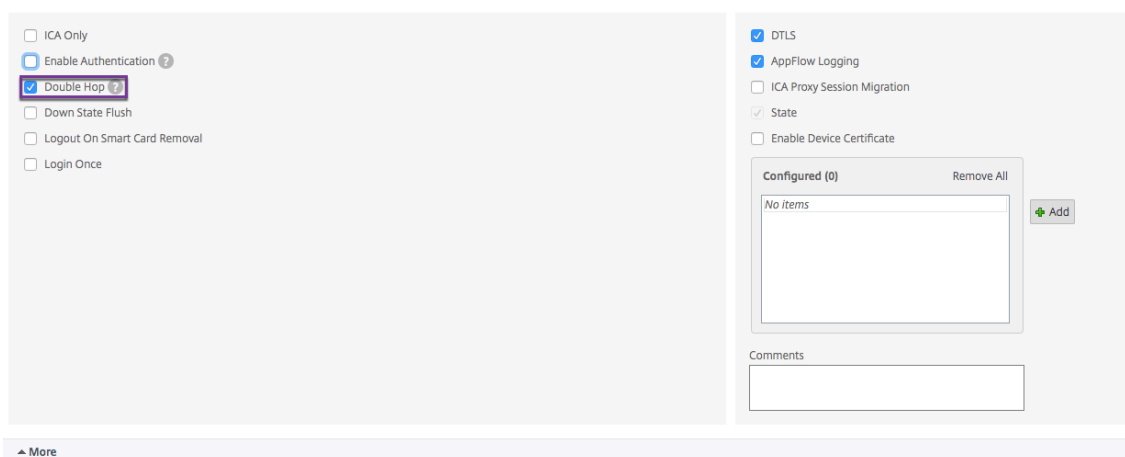 ICA Only
Enable Authentication ?
Double Hop ?
Down State Flush
Logout On Smart Card Removal
Login Once
DTLS
AppFlow Logging
ICA Proxy Session Migration
State
Enable Device Certificate
Configured (0) Remove All
No items
Add
Comments
More